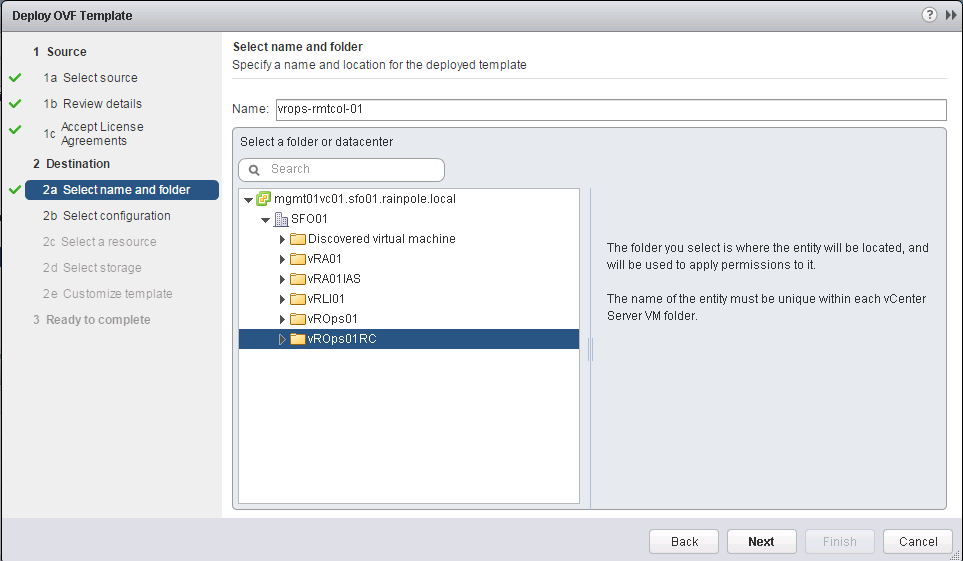 Deploy OVF Template
?
1 Source
1a Select source
1b Review details
1c Accept License
Agreements
2 Destination
2a Select name and folder
2b Select configuration
2c Select a resource
2d Select storage
2e Customize template
3 Ready to complete
Select name and folder
Specify a name and location for the deployed template
Name: vrops-rmtcol-01
Select a folder or datacenter
Search
mgmt01vc01.sfo01.rainpole.local
SFO01
Discovered virtual machine
vRA01
vRA01IAS
vRLI01
vROps01
vROps01RC
The folder you select is where the entity will be located, and
will be used to apply permissions to it.
The name of the entity must be unique within each vCenter
Server VM folder.
Back
Next
Finish
Cancel